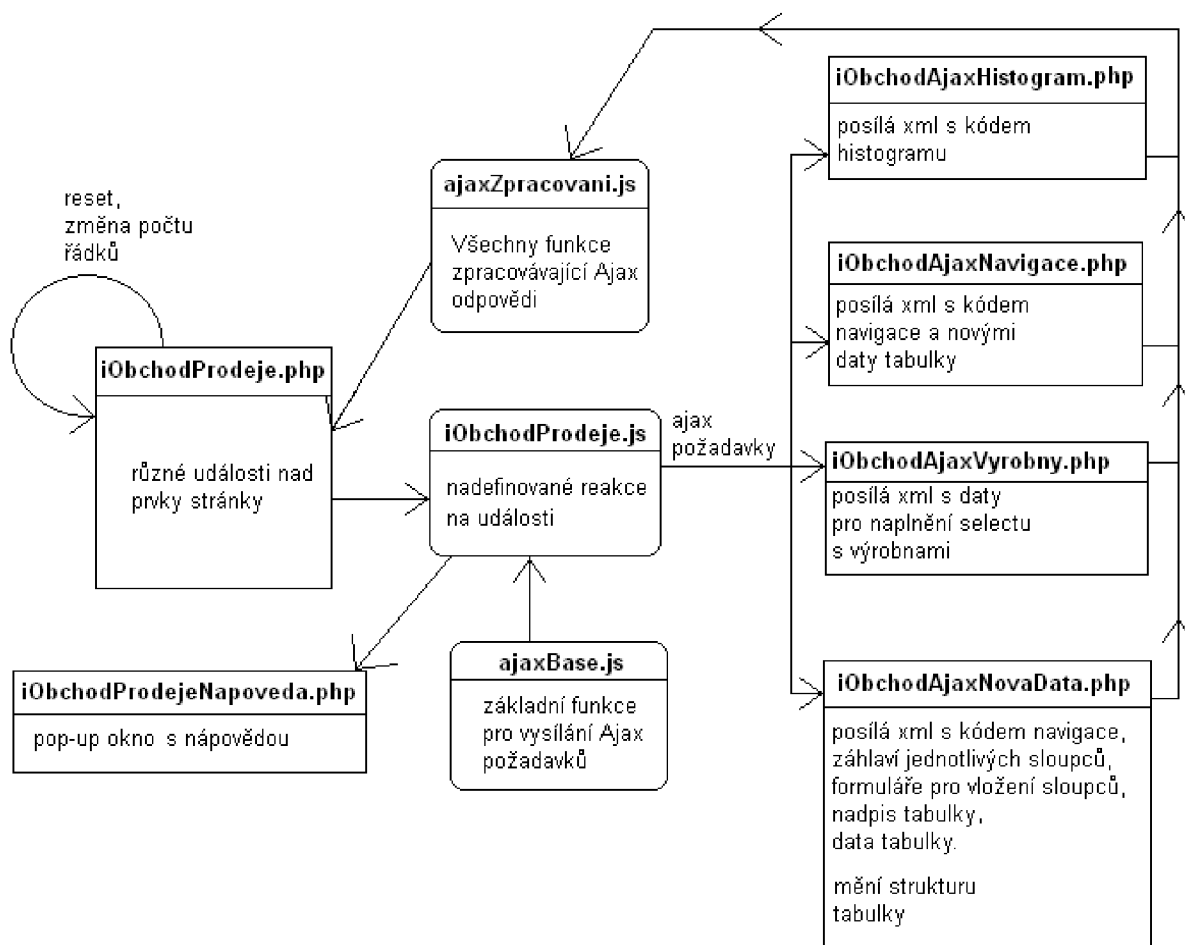 reset,
změna počtu
řádků
iObchodProdeje.php
různé události nad
prvky stránky
ajaxZpracovani.js
Všechny funkce
zpracovávající Ajax
odpovědi
iObchodProdeje.js
nadefinované reakce
na události
ajax
požadavky
iObchodProdejeNapoveda.php
pop-up okno s nápovědou
ajaxBase.js
základní funkce
pro vysílání Ajax
požadavků
iObchodAjaxHistogram.php
posílá xml s kódem
histogramu
iObchodAjaxNavigace.php
posílá xml s kódem
navigace a novými
daty tabulky
iObchodAjaxVyrobny.php
posílá xml s daty
pro naplnění selectu
s výrobnami
iObchodAjaxNovaData.php
posílá xml s kódem navigace,
záhlaví jednotlivých sloupců,
formuláře pro vložení sloupců,
nadpis tabulky,
data tabulky.
mění strukturu
tabulky